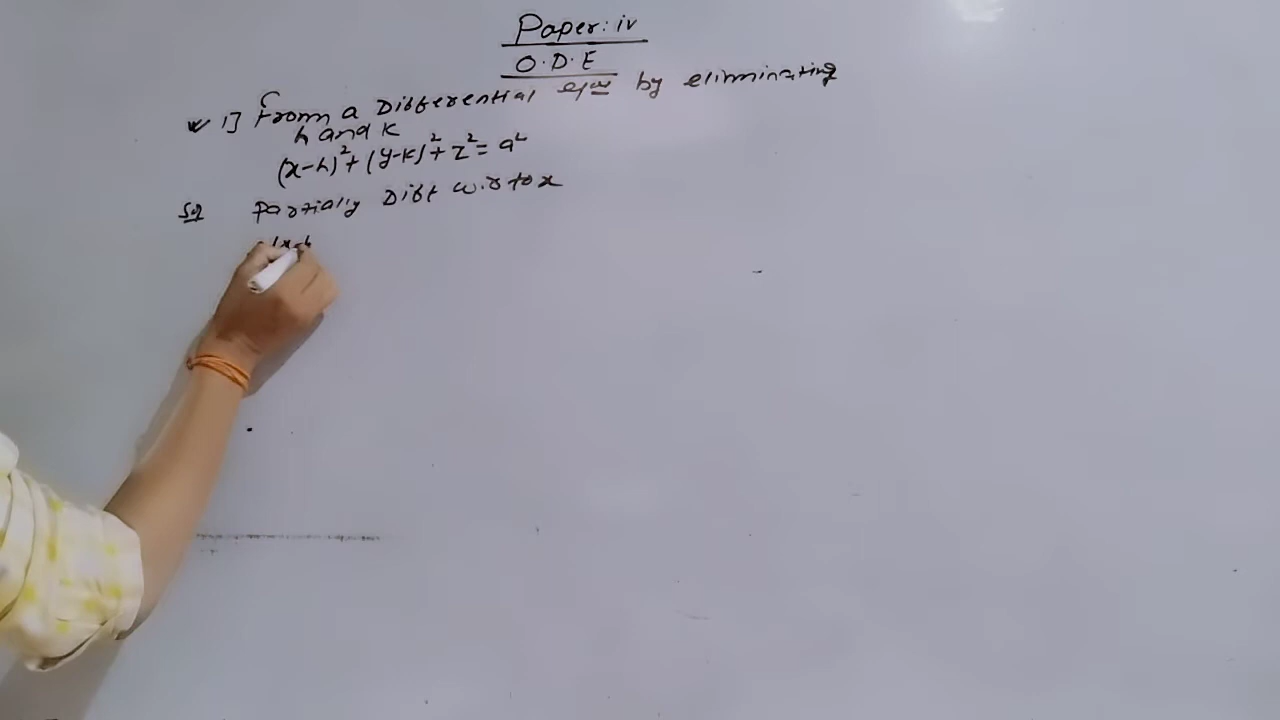 Paper: iv
O.D.E
1] From a Differential eqn by eliminating
h and k
(x-h)²+(y-k)²+z²=a²
Sol Partially Diff w.r to x
(x-h